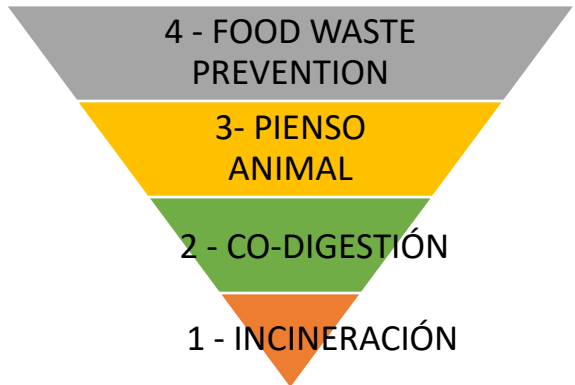 4 - FOOD WASTE
PREVENTION
3- PIENSO
ANIMAL
2 - CO-DIGESTIÓN
1 - INCINERACIÓN